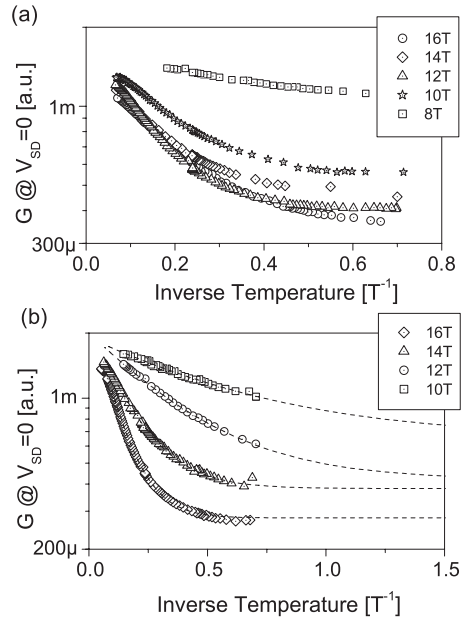 (a)
16T
14T
12T
10T
8T
1m
300µ
G @ V_SD=0 [a.u.]
0.0 0.2 0.4 0.6 0.8
Inverse Temperature [T⁻¹]
(b)
16T
14T
12T
10T
1m
200µ
G @ V_SD=0 [a.u.]
0.0 0.5 1.0 1.5
Inverse Temperature [T⁻¹]